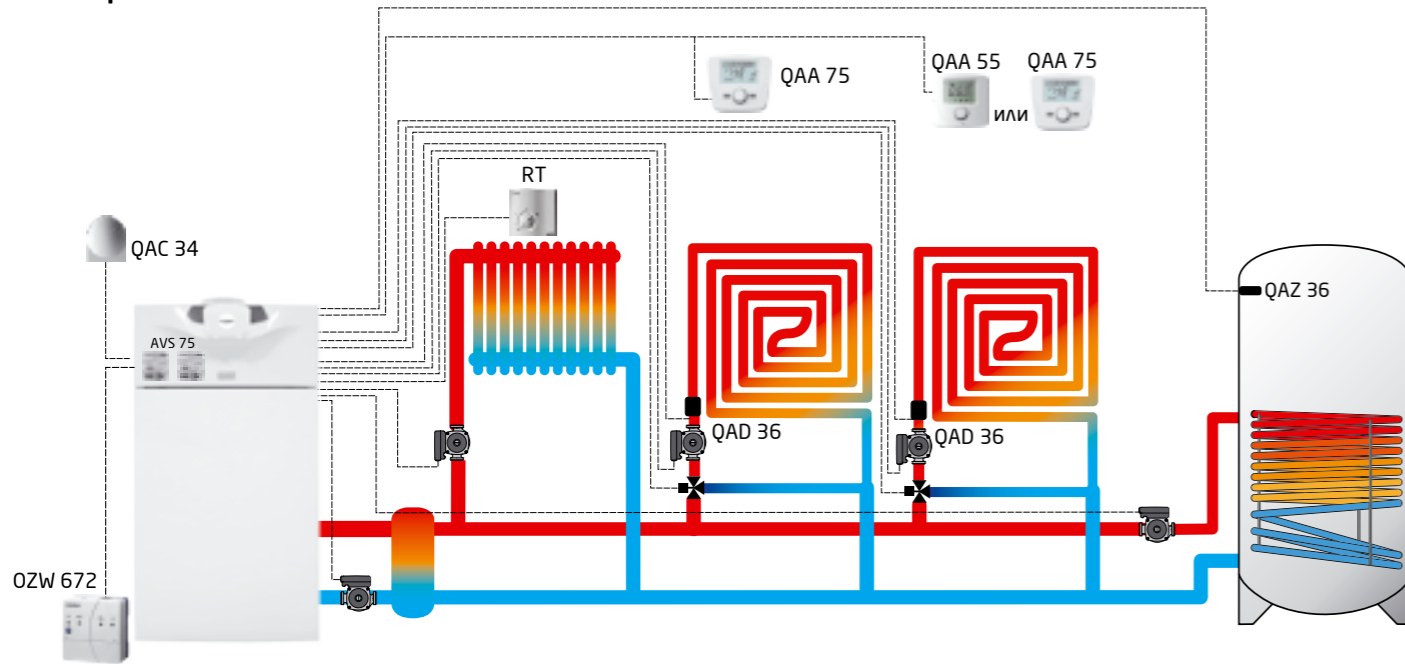 QAA 75
QAA 55
или
QAA 75
RT
QAC 34
QAZ 36
AVS 75
QAD 36
QAD 36
OZW 672